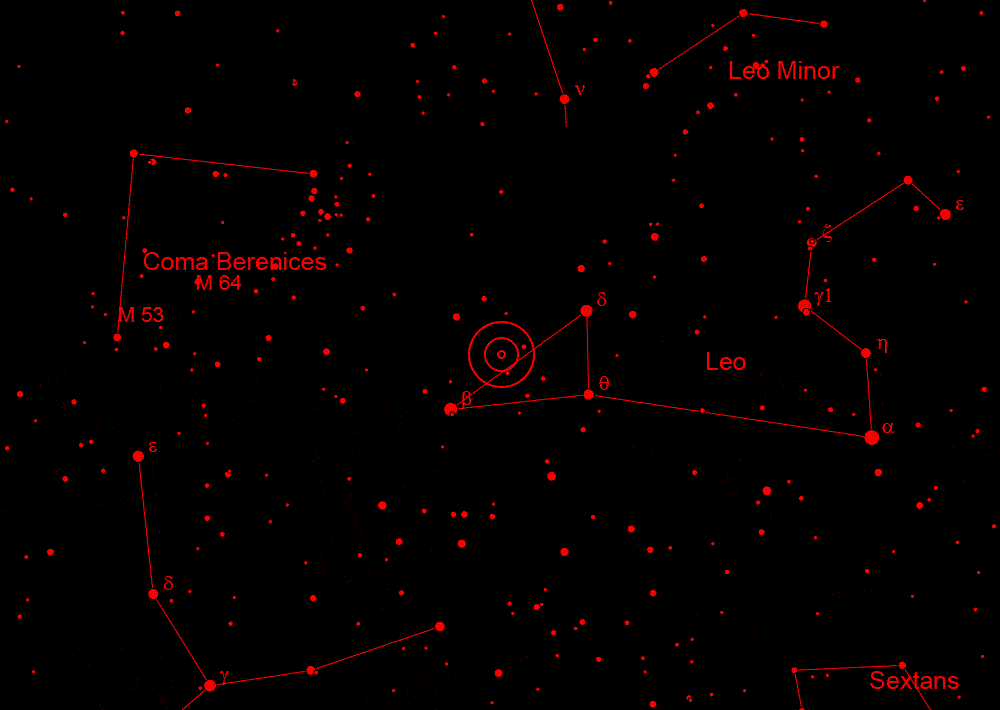 Leo Minor
ν
ε
ζ
Coma Berenices
M 64
γ1
δ
M 53
η
Leo
θ
β
α
ε
δ
γ
Sextans